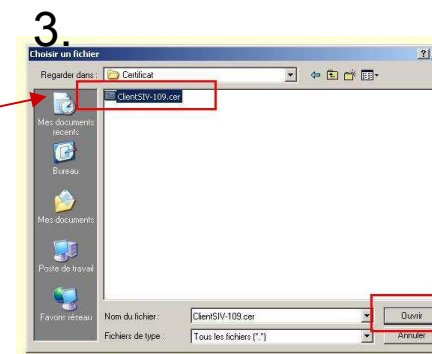 3.
Choisir un fichier
Regarder dans : Certificat
ClientSIV-109.cer
Mes documents
récents
Bureau
Mes documents
Poste de travail
Favoris réseau
Nom du fichier : ClientSIV-109.cer Ouvrir
Fichiers de type : Tous les fichiers (*.*) Annuler